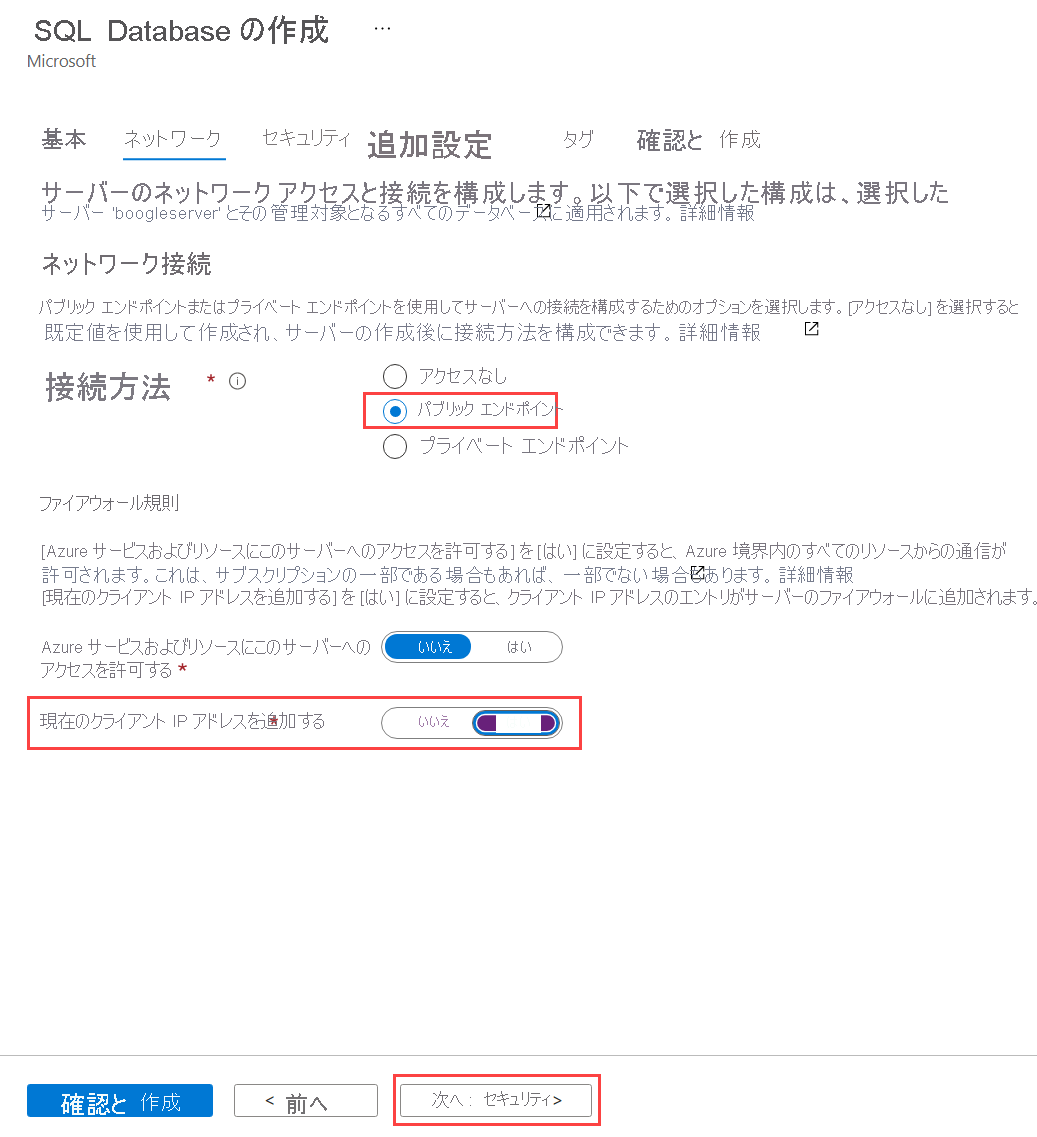 SQL Database の作成 …
Microsoft
基本 ネットワーク セキュリティ 追加設定 タグ 確認と 作成
サーバーのネットワーク アクセスと接続を構成します。以下で選択した構成は、選択した
サーバー 'boogleserver' とその管理対象となるすべてのデータベースに適用されます。詳細情報
ネットワーク接続
パブリック エンドポイントまたはプライベート エンドポイントを使用してサーバーへの接続を構成するためのオプションを選択します。[アクセスなし] を選択すると
既定値を使用して作成され、サーバーの作成後に接続方法を構成できます。詳細情報
接続方法 *
アクセスなし
パブリック エンドポイント
プライベート エンドポイント
ファイアウォール規則
[Azure サービスおよびリソースにこのサーバーへのアクセスを許可する] を [はい] に設定すると、Azure 境界内のすべてのリソースからの通信が
許可されます。これは、サブスクリプションの一部である場合もあれば、一部でない場合もあります。詳細情報
[現在のクライアント IP アドレスを追加する] を [はい] に設定すると、クライアント IP アドレスのエントリがサーバーのファイアウォールに追加されます。
Azure サービスおよびリソースにこのサーバーへの いいえ はい
アクセスを許可する *
現在のクライアント IP アドレスを追加する * いいえ
確認と 作成 < 前へ 次へ: セキュリティ>